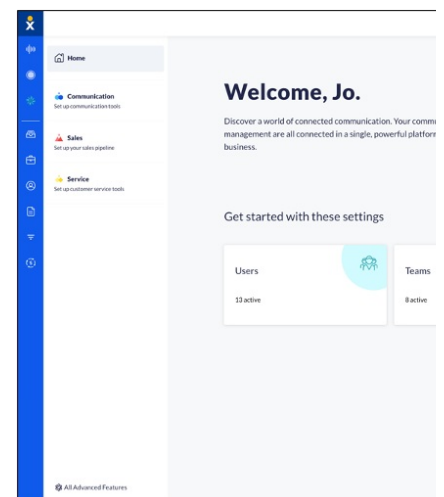 Home
Communication
Set up communication tools
Sales
Set up your sales pipeline
Service
Set up customer service tools
All Advanced Features
Welcome, Jo.
Discover a world of connected communication. Your commu
management are all connected in a single, powerful platform
business.
Get started with these settings
Users
13 active
Teams
8 active